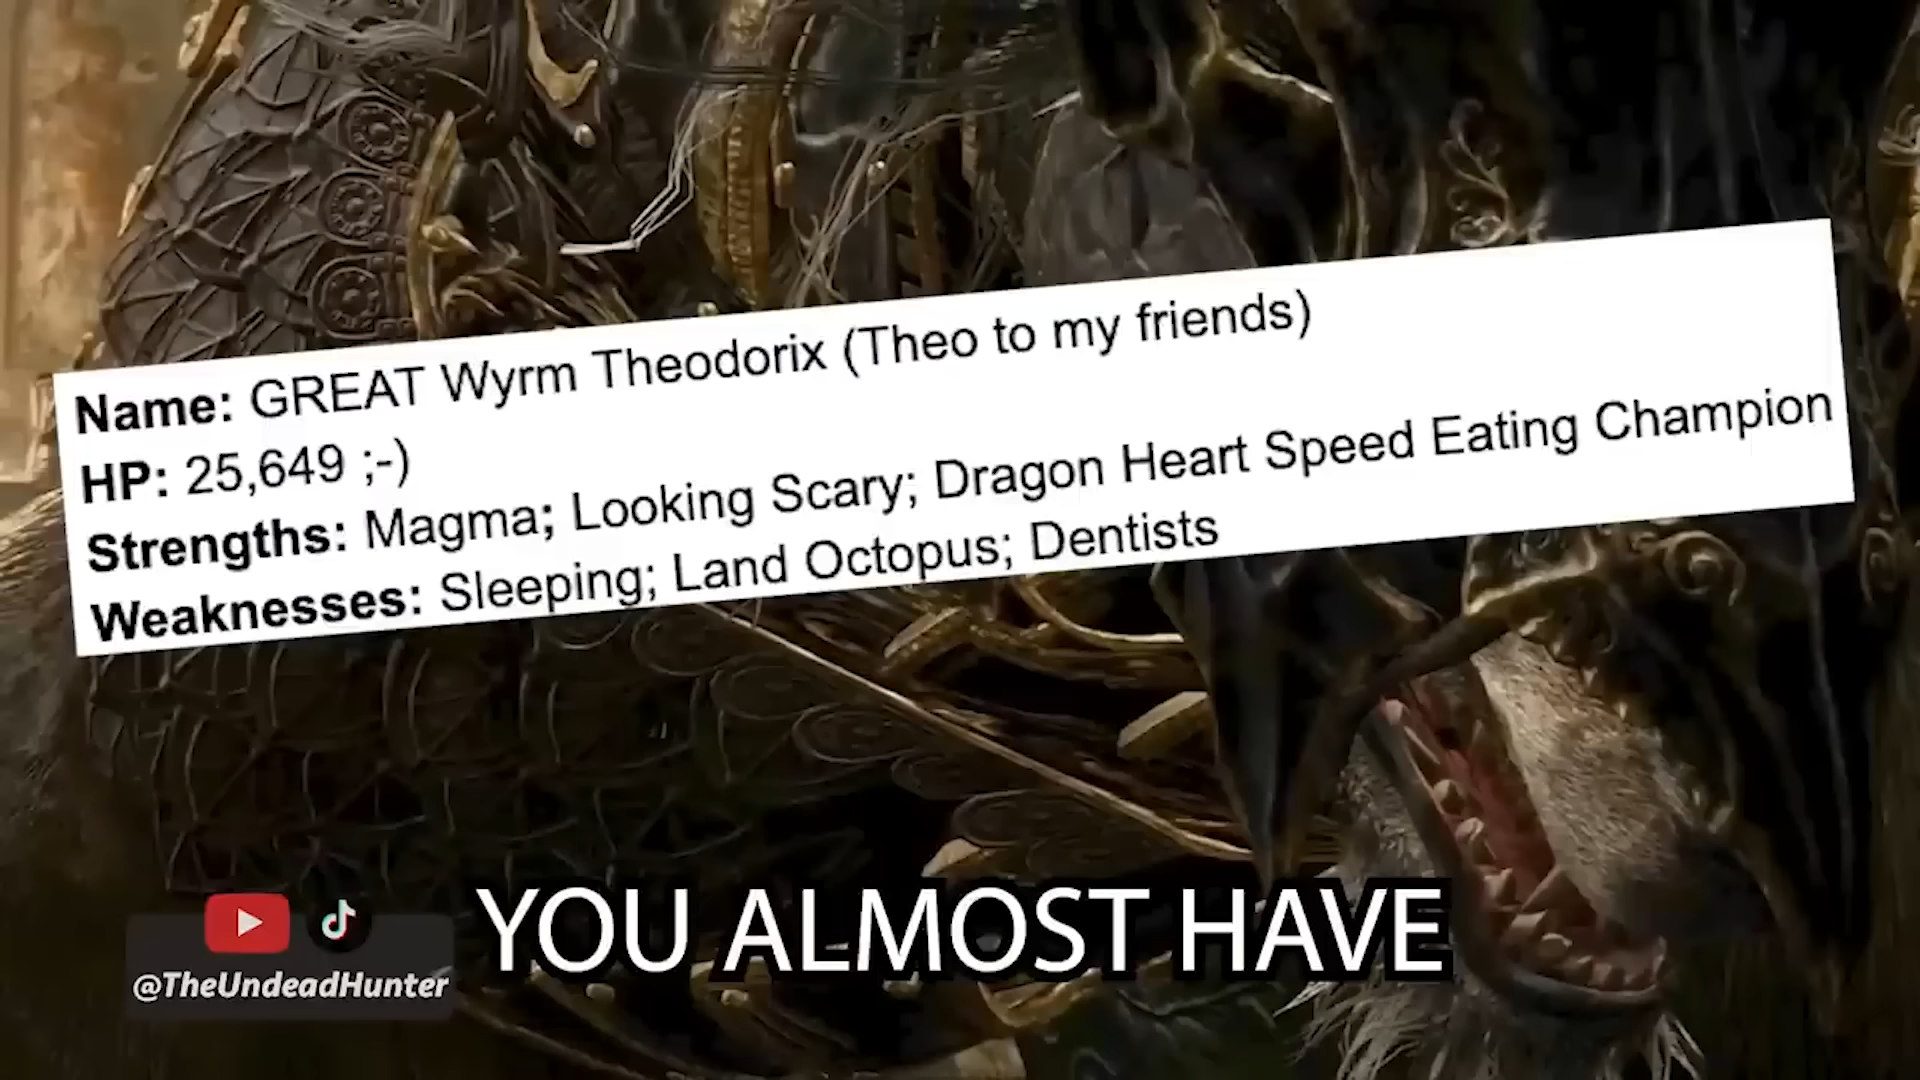 Name: GREAT Wyrm Theodorix (Theo to my friends)
HP: 25,649 ;-)
Strengths: Magma; Looking Scary; Dragon Heart Speed Eating Champion
Weaknesses: Sleeping; Land Octopus; Dentists
YOU ALMOST HAVE
@TheUndeadHunter